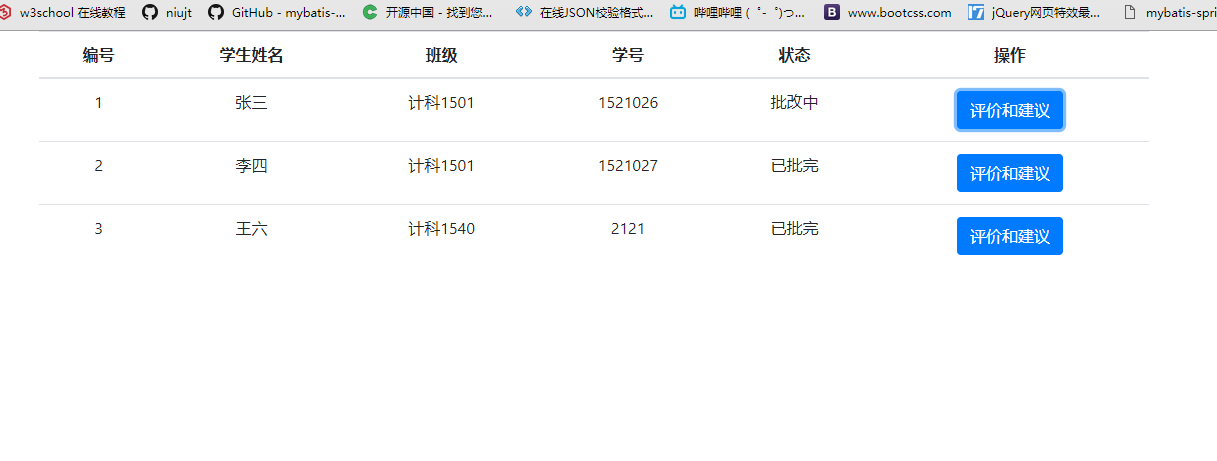 w3school 在线教程 niujt GitHub - mybatis-... 开源中国 - 找到您... 在线JSON校验格式... 哔哩哔哩 ( ゜- ゜)つ... www.bootcss.com jQuery网页特效最... mybatis-spri
编号 学生姓名 班级 学号 状态 操作
1 张三 计科1501 1521026 批改中 评价和建议
2 李四 计科1501 1521027 已批完 评价和建议
3 王六 计科1540 2121 已批完 评价和建议